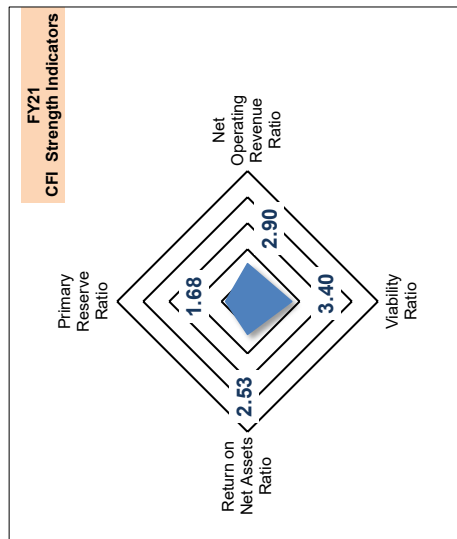 FY21
CFI Strength Indicators
Primary
Reserve
Ratio
1.68
Net
Operating
Revenue
Ratio
2.90
3.40
Viability
Ratio
2.53
Return on
Net Assets
Ratio